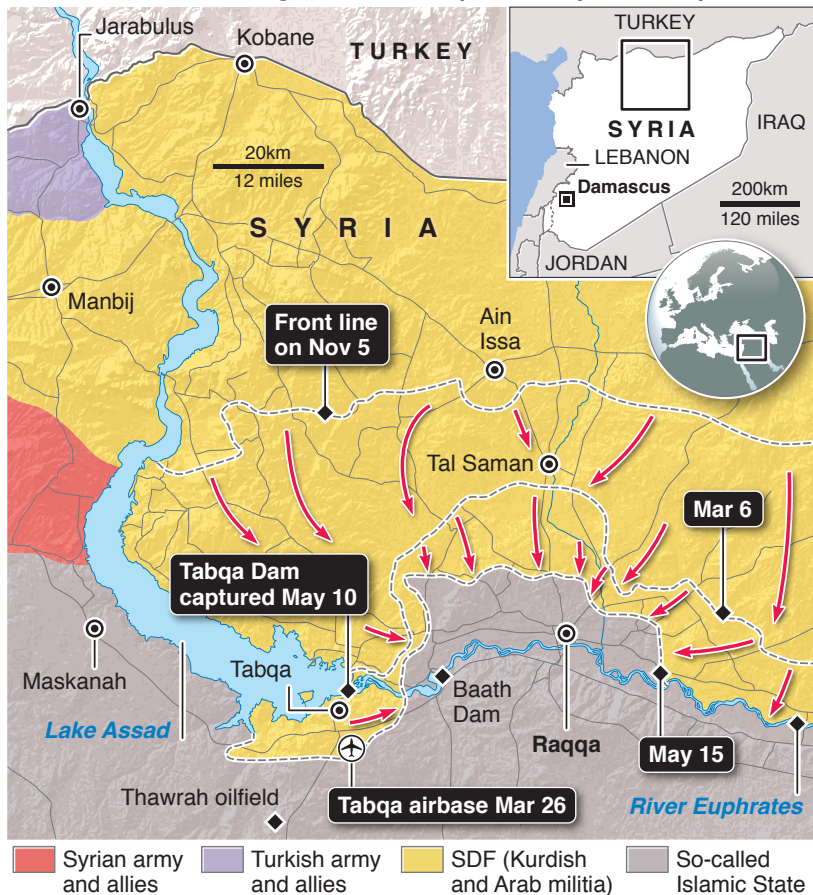 Jarabulus
Kobane
TURKEY
20km
12 miles
SYRIA
Manbij
Front line
on Nov 5
Ain
Issa
Tal Saman
Mar 6
Tabqa Dam
captured May 10
Maskanah
Tabqa
Lake Assad
Baath
Dam
Raqqa
May 15
Thawrah oilfield
Tabqa airbase Mar 26
River Euphrates
TURKEY
SYRIA
IRAQ
LEBANON
Damascus
200km
120 miles
JORDAN
Syrian army
and allies
Turkish army
and allies
SDF (Kurdish
and Arab militia)
So-called
Islamic State